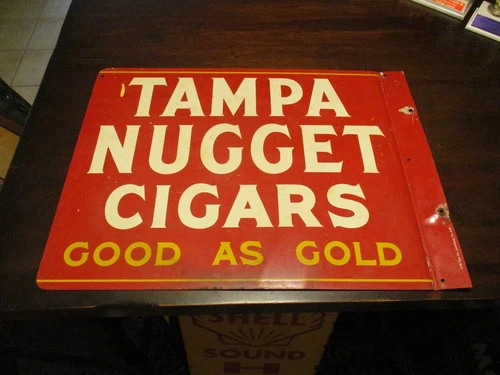 TAMPA
NUGGET
CIGARS
GOOD AS GOLD
SHELL
SOUND